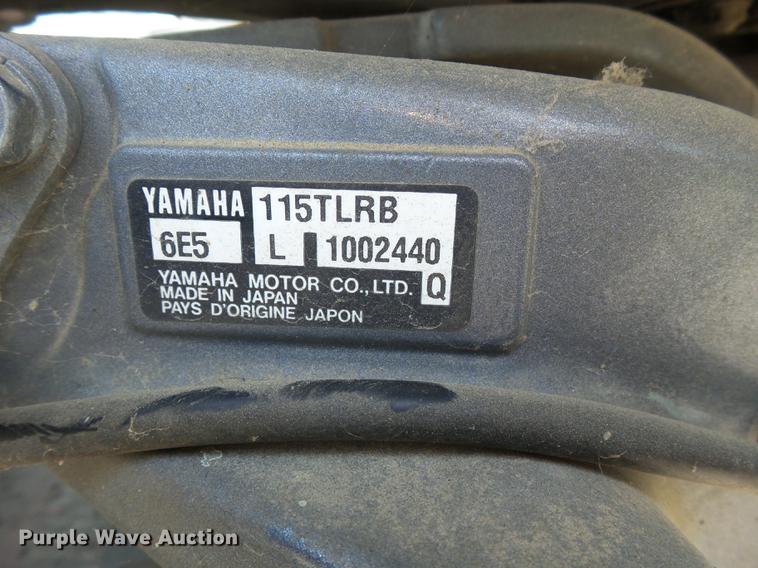 YAMAHA 115TLRB
6E5 L 1002440
YAMAHA MOTOR CO., LTD. Q
MADE IN JAPAN
PAYS D'ORIGINE JAPON
Purple Wave Auction